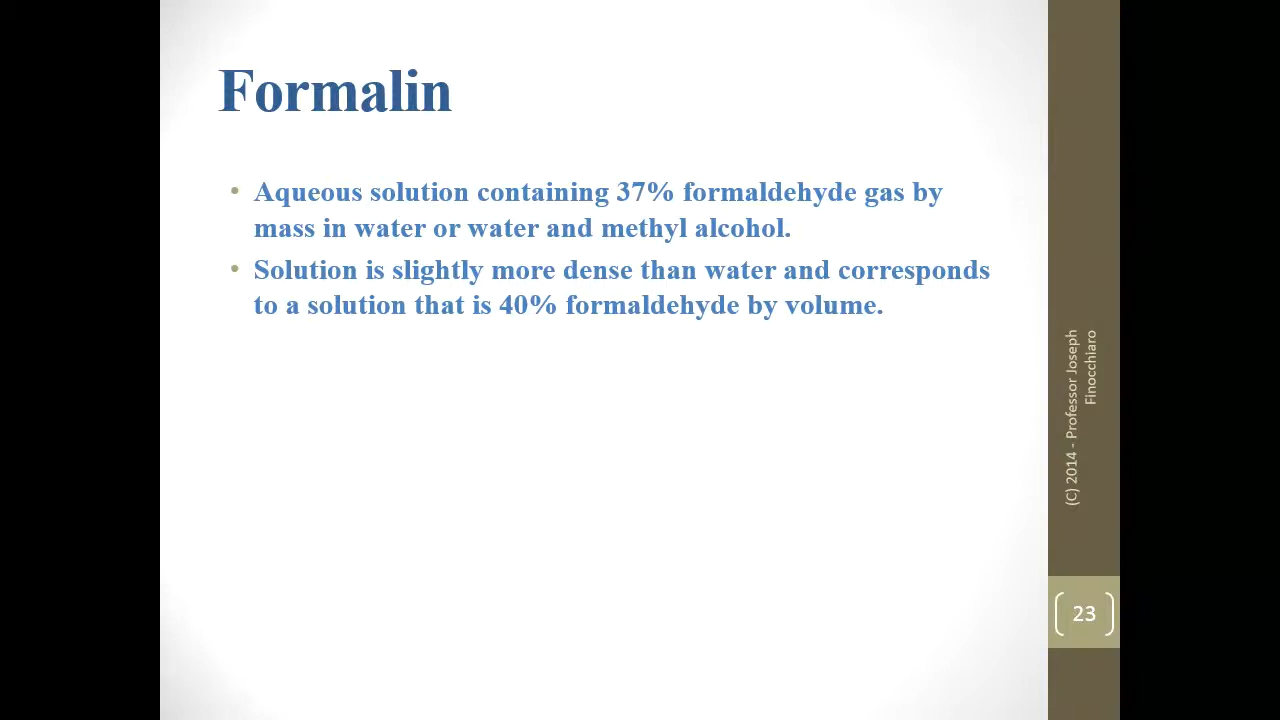 Formalin
• Aqueous solution containing 37% formaldehyde gas by
mass in water or water and methyl alcohol.
• Solution is slightly more dense than water and corresponds
to a solution that is 40% formaldehyde by volume.
(C) 2014 - Professor Joseph
Finocchiaro
23